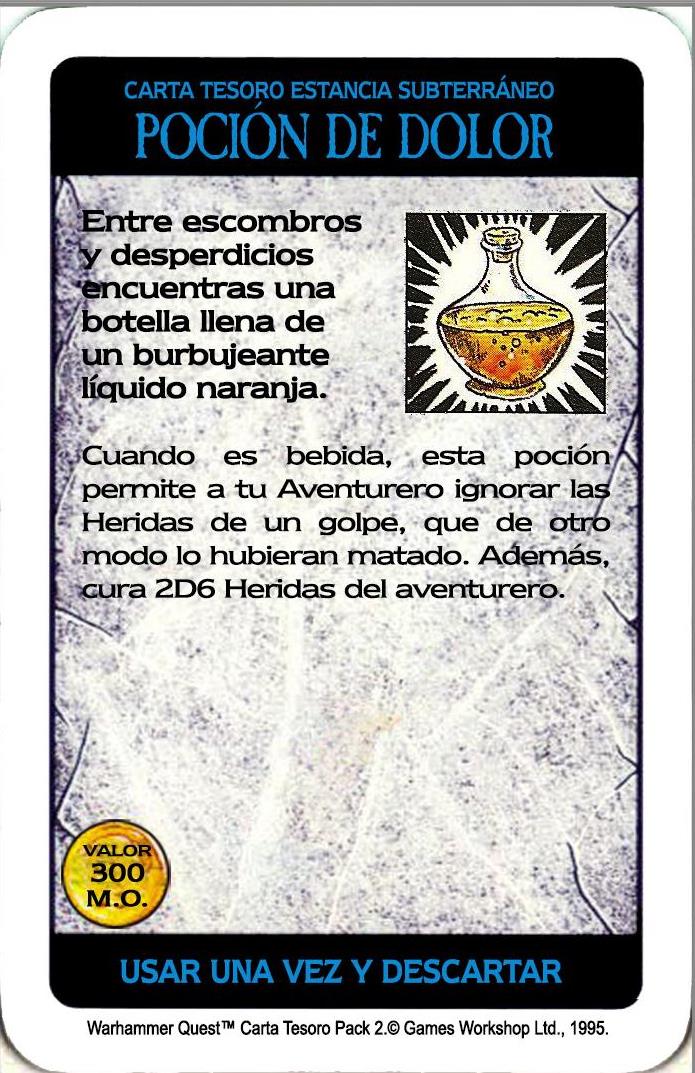 CARTA TESORO ESTANCIA SUBTERRÁNEO
POCIÓN DE DOLOR
Entre escombros
y desperdicios
encuentras una
botella llena de
un burbujeante
líquido naranja.
Cuando es bebida, esta poción
permite a tu Aventurero ignorar las
Heridas de un golpe, que de otro
modo lo hubieran matado. Además,
cura 2D6 Heridas del aventurero.
VALOR
300
M.O.
USAR UNA VEZ Y DESCARTAR
Warhammer Quest™ Carta Tesoro Pack 2.© Games Workshop Ltd., 1995.